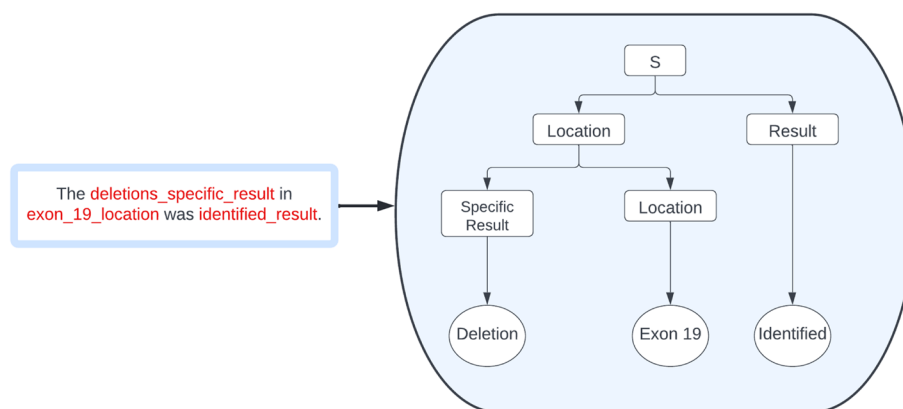 The deletions_specific_result in
exon_19_location was identified_result.
S
Location
Result
Specific
Result
Location
Deletion
Exon 19
Identified